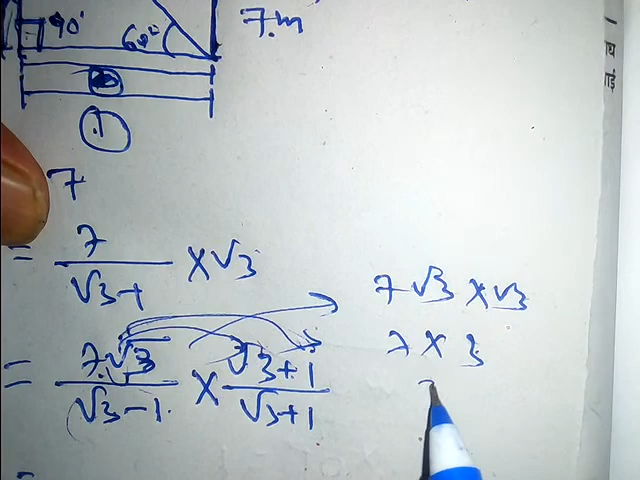 90° 60° 7.m
1
7
= 7/(√3-1) × √3
7√3 × √3
= 7.√3/(√3-1) × (√3+1)/(√3+1)
7 × 3
=